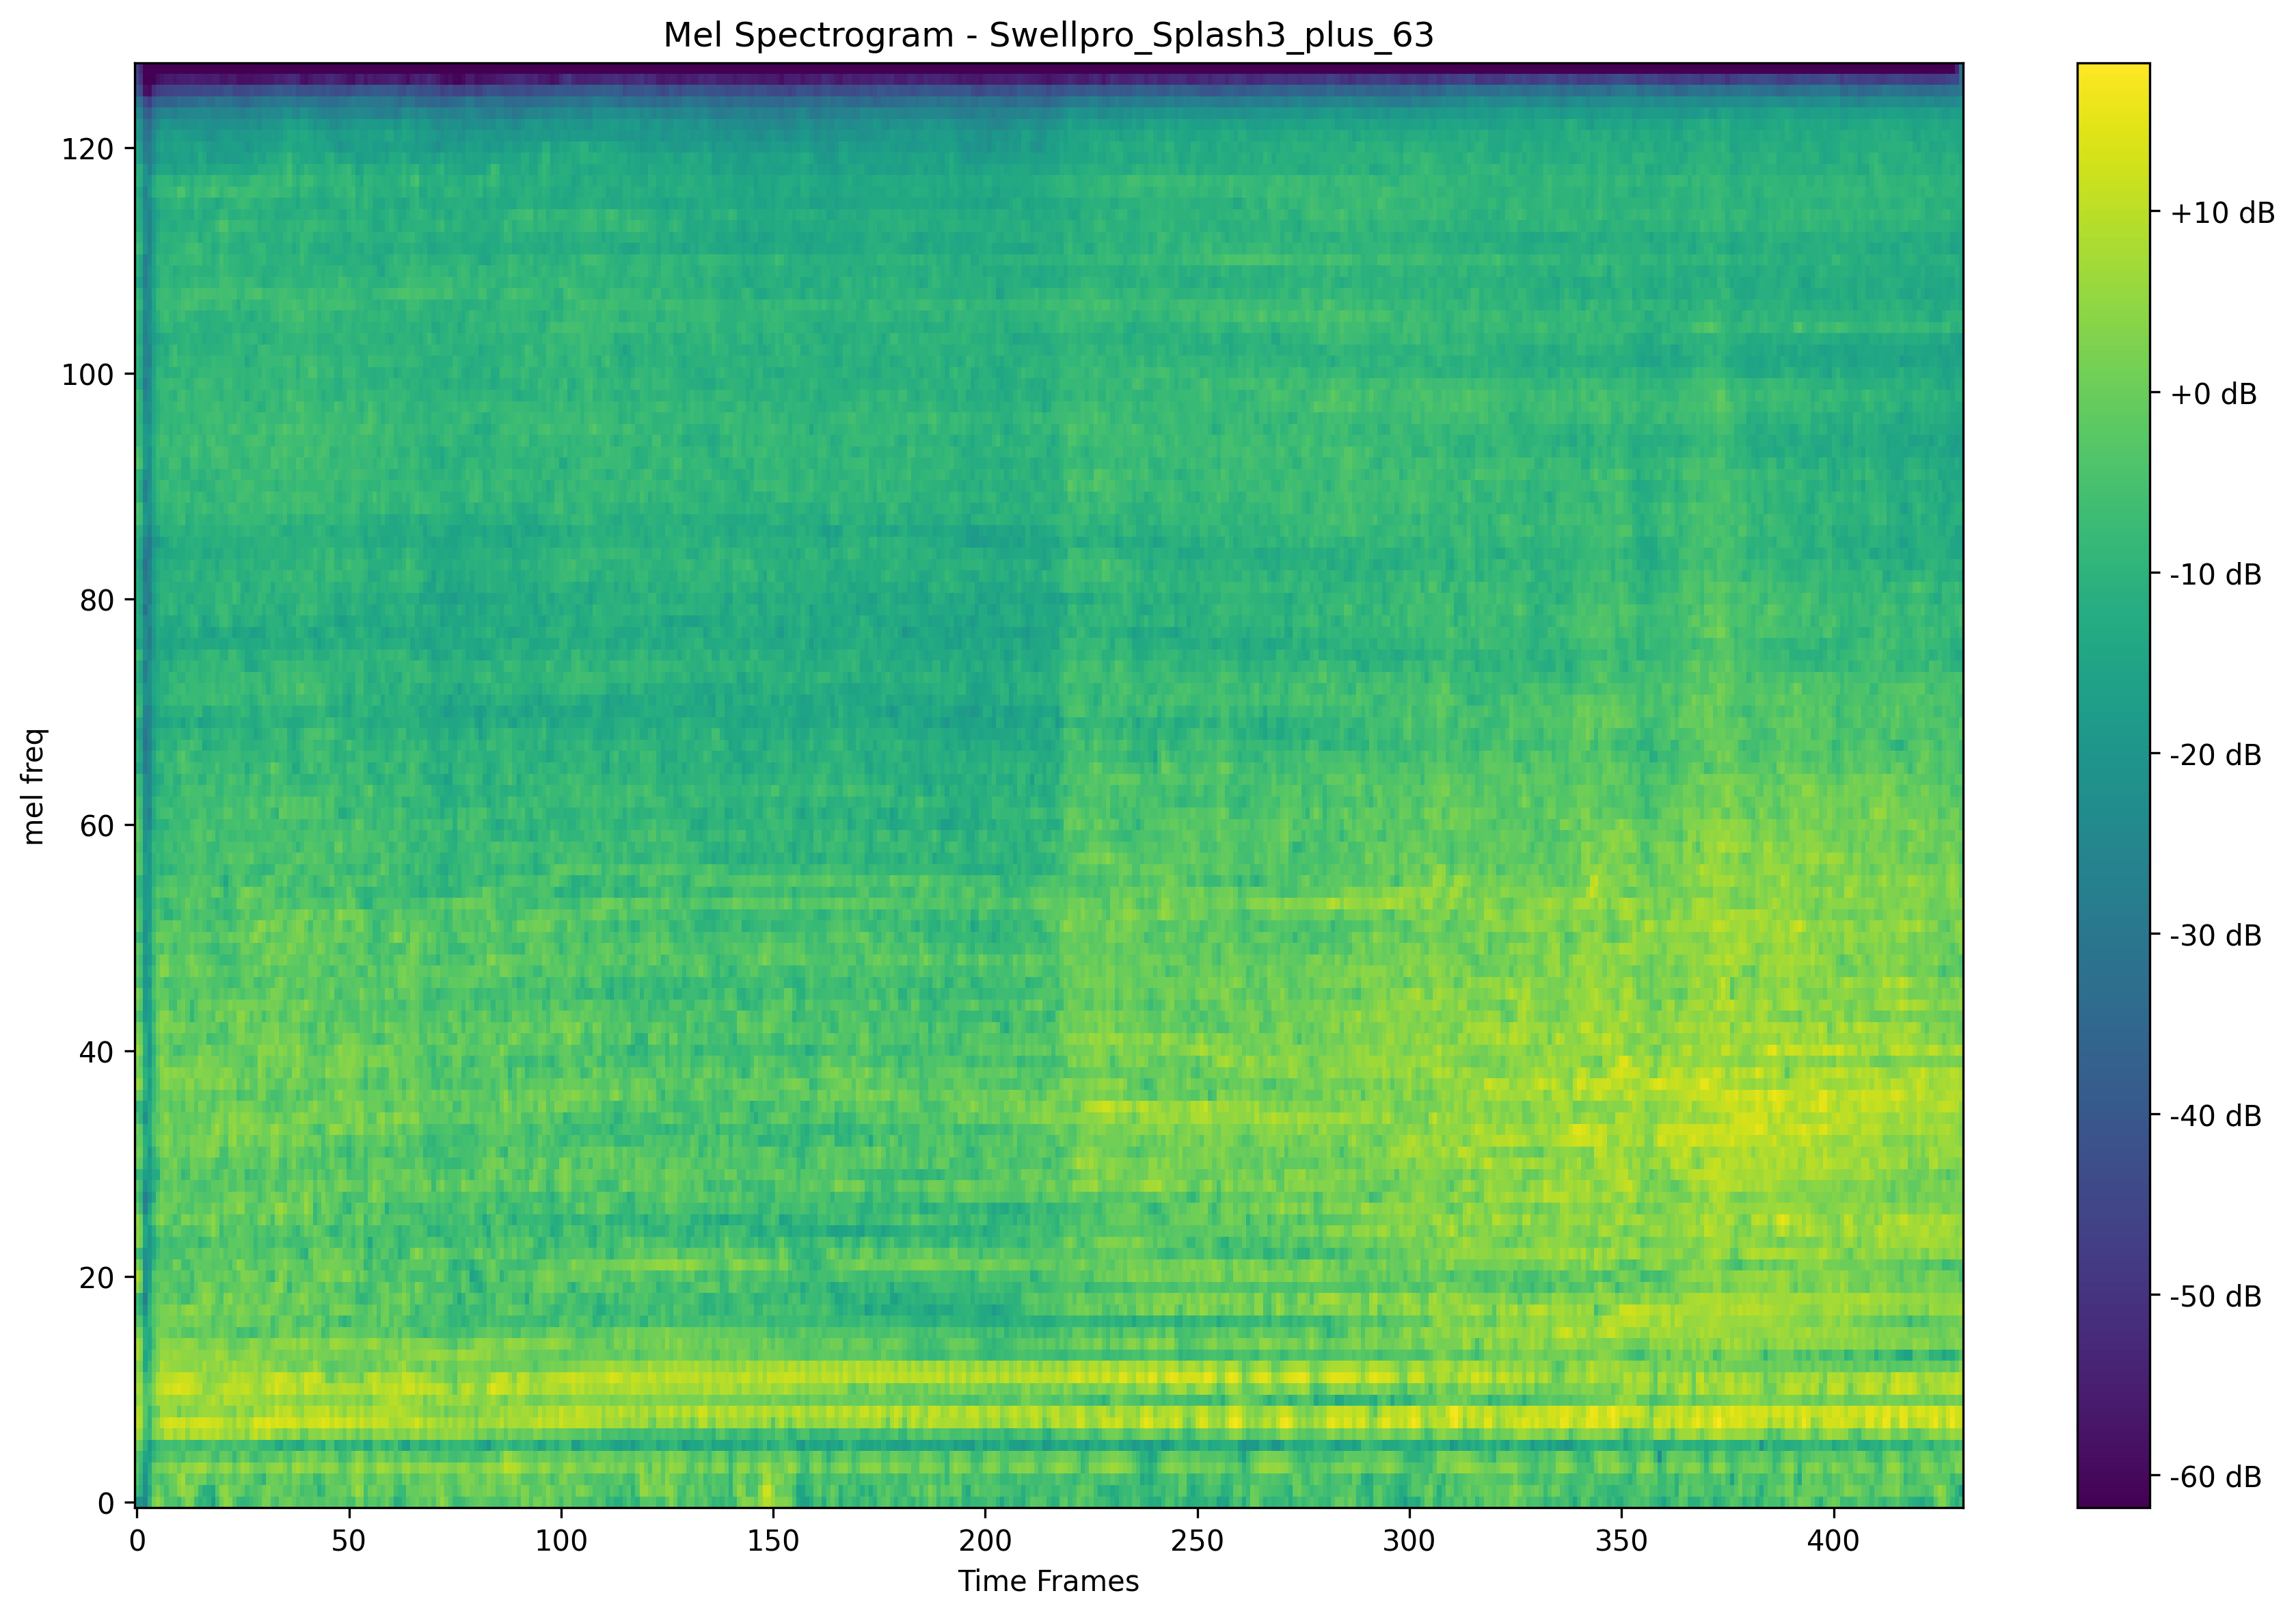 Mel Spectrogram - Swellpro_Splash3_plus_63
mel freq
120
100
80
60
40
20
0
0 50 100 150 200 250 300 350 400
Time Frames
+10 dB
+0 dB
-10 dB
-20 dB
-30 dB
-40 dB
-50 dB
-60 dB